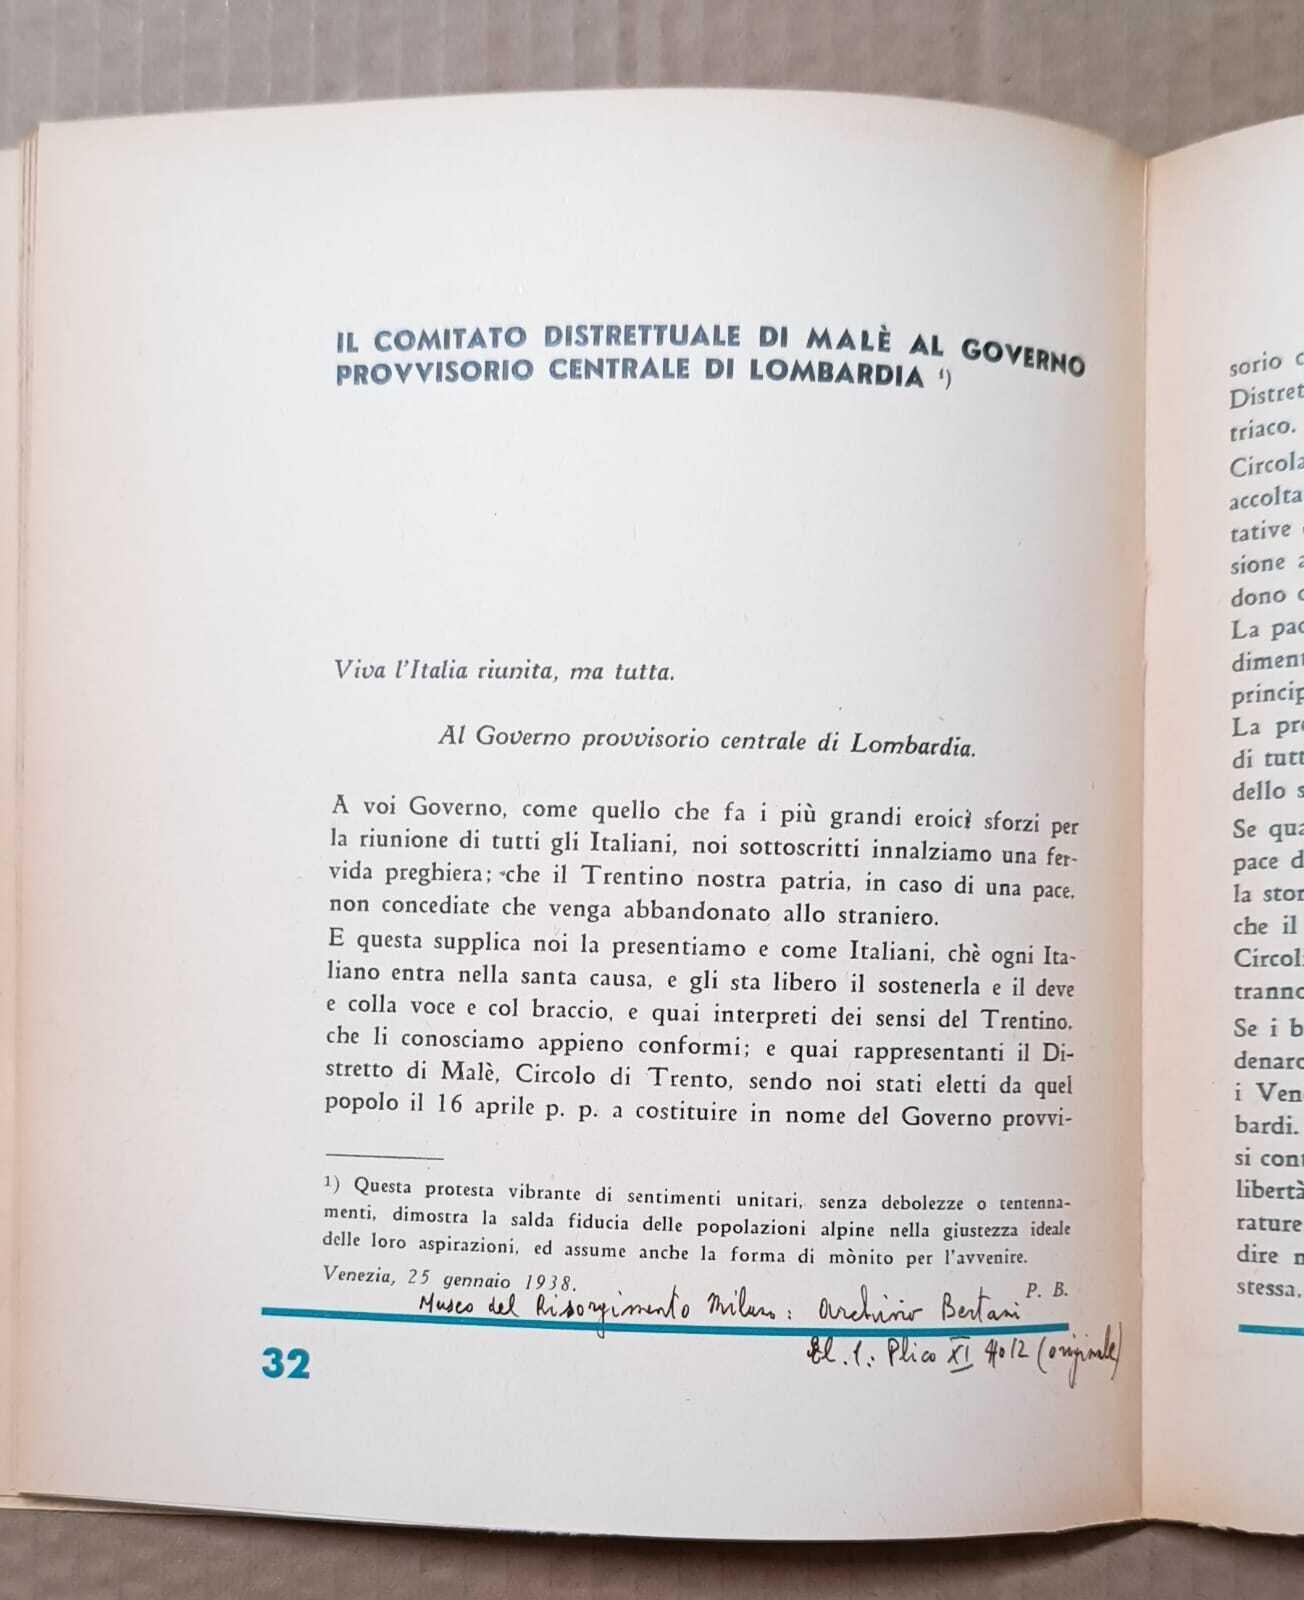 IL COMITATO DISTRETTUALE DI MALÈ AL GOVERNO
PROVVISORIO CENTRALE DI LOMBARDIA ¹)
Viva l'Italia riunita, ma tutta.
Al Governo provvisorio centrale di Lombardia.
A voi Governo, come quello che fa i più grandi eroici sforzi per
la riunione di tutti gli Italiani, noi sottoscritti innalziamo una fer-
vida preghiera; che il Trentino nostra patria, in caso di una pace,
non concediate che venga abbandonato allo straniero.
E questa supplica noi la presentiamo e come Italiani, chè ogni Ita-
liano entra nella santa causa, e gli sta libero il sostenerla e il deve
e colla voce e col braccio, e quai interpreti dei sensi del Trentino,
che li conosciamo appieno conformi; e quai rappresentanti il Di-
stretto di Malè, Circolo di Trento, sendo noi stati eletti da quel
popolo il 16 aprile p. p. a costituire in nome del Governo provvi-
¹) Questa protesta vibrante di sentimenti unitari, senza debolezze o tentenna-
menti, dimostra la salda fiducia delle popolazioni alpine nella giustezza ideale
delle loro aspirazioni, ed assume anche la forma di mònito per l'avvenire.
Venezia, 25 gennaio 1938.
P. B.
Museo del Risorgimento Milano: Archivio Bertani
Plico XI (originale)
32
sorio
Distret
triaco.
Circola
accolta
tative
sione
dono
La pac
diment
princip
La pre
di tutt
dello s
Se qua
pace d
la stor
che il
Circol
tranno
Se i b
denaro
i Ven
bardi.
si cont
libertà
rature
dire
stessa,